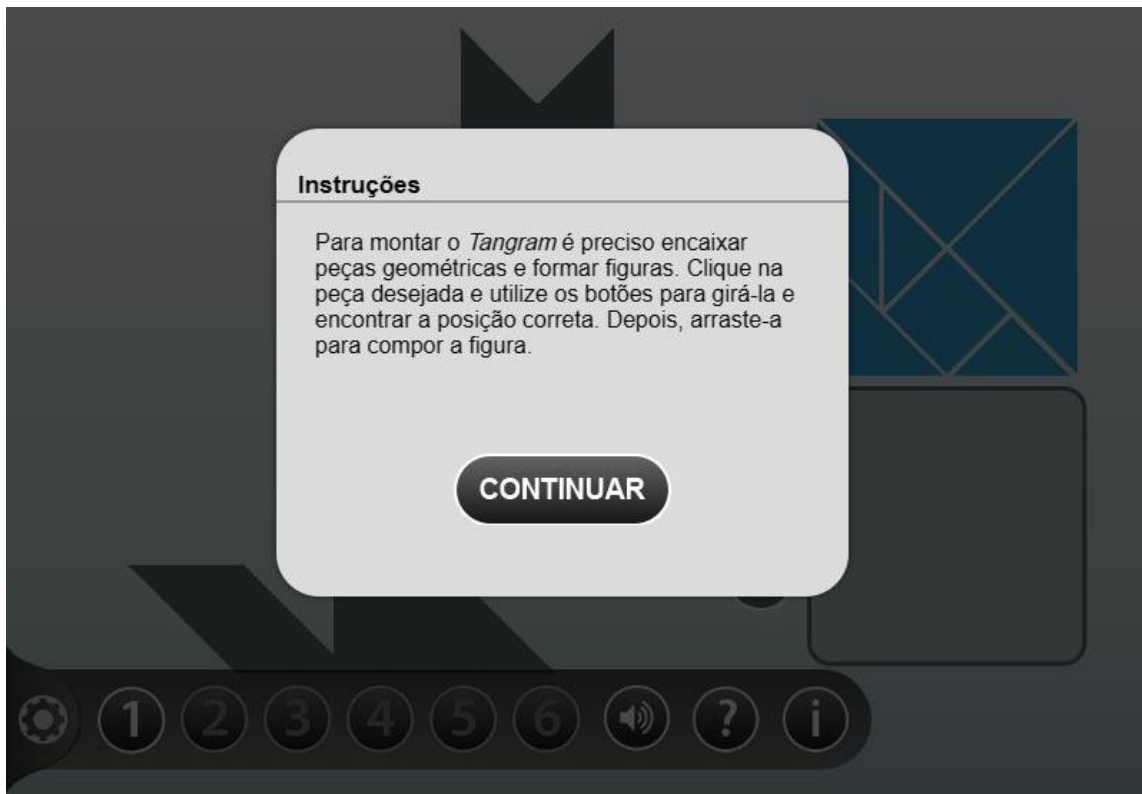 Instruções
Para montar o Tangram é preciso encaixar
peças geométricas e formar figuras. Clique na
peça desejada e utilize os botões para girá-la e
encontrar a posição correta. Depois, arraste-a
para compor a figura.
CONTINUAR
1 2 3 4 5 6 ? i